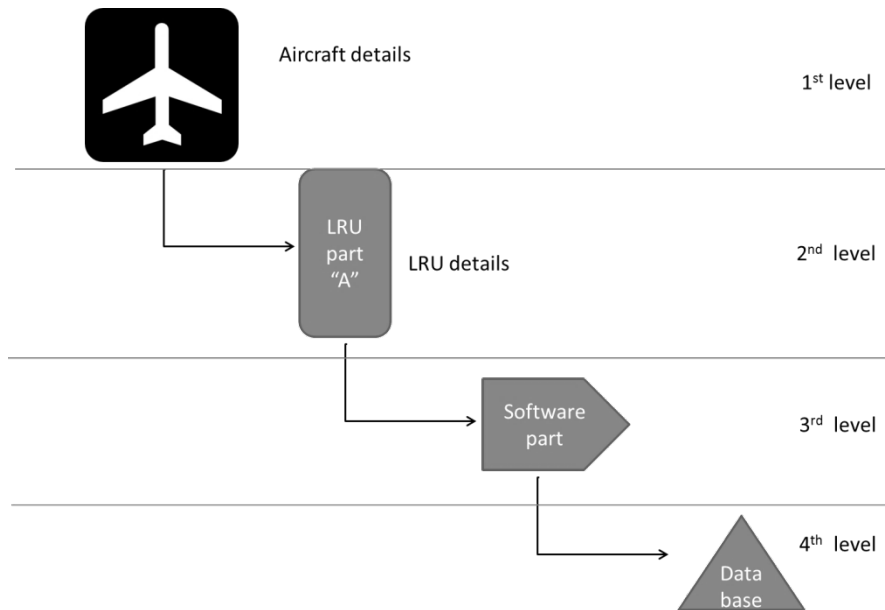 Aircraft details
1st level
LRU
part
“A”
LRU details
2nd level
Software
part
3rd level
4th level
Data
base